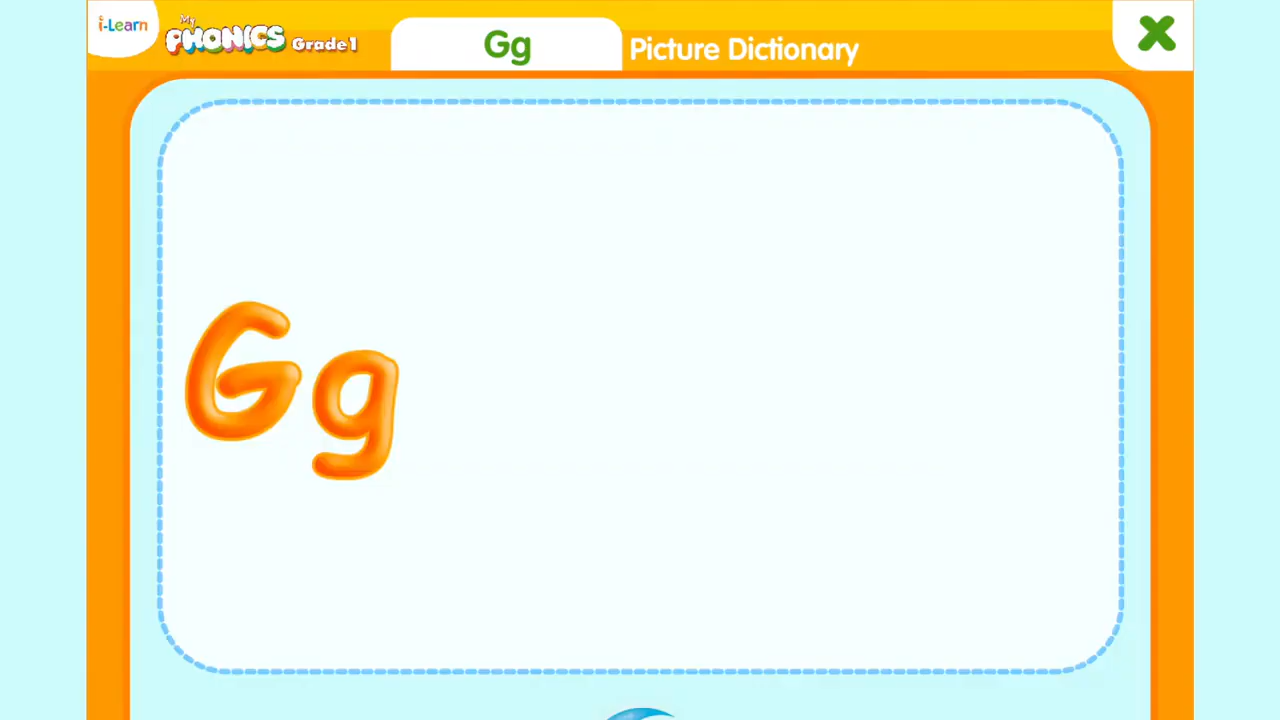 i-Learn
My
PHONICS Grade 1
Gg
Picture Dictionary
Gg